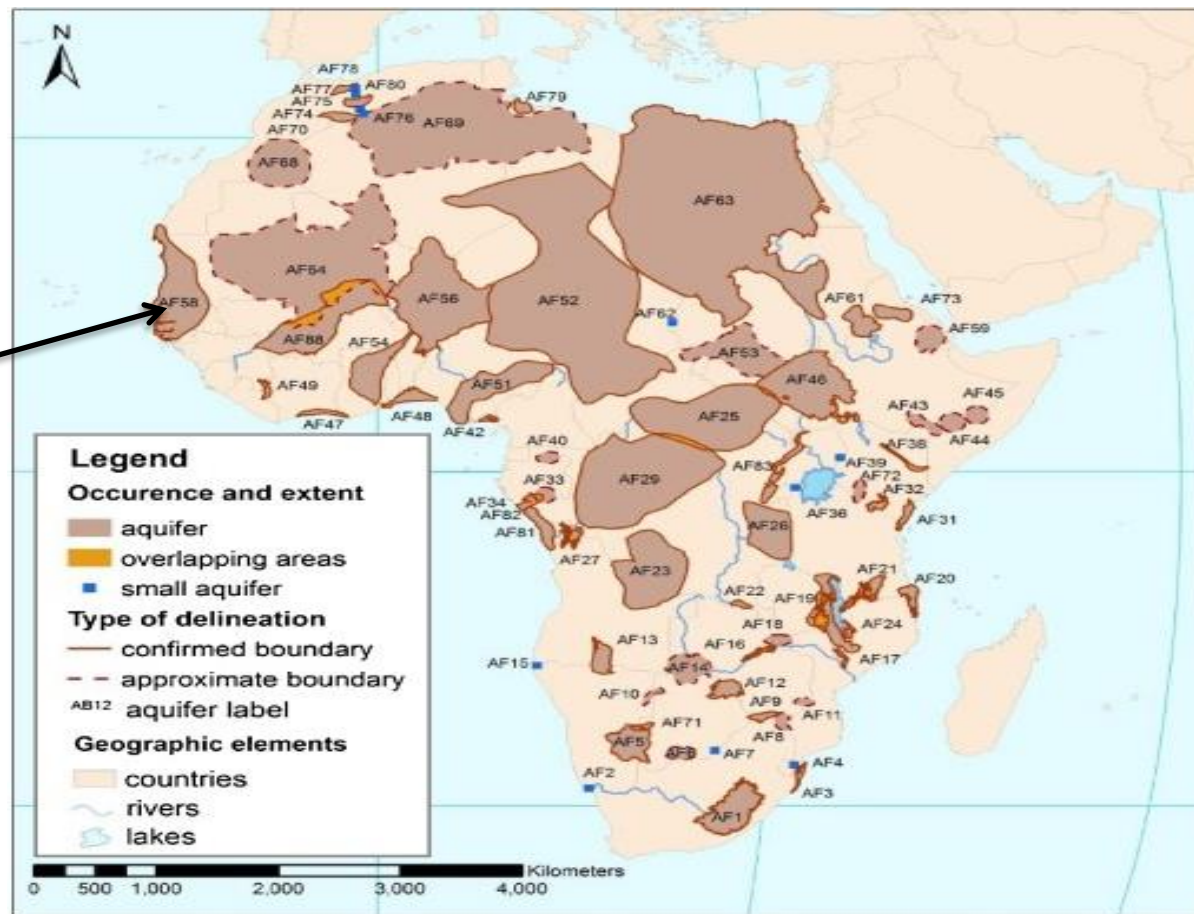 N
AF78
AF77
AF80
AF75
AF79
AF74
AF76
AF69
AF70
AF68
AF63
AF64
AF58
AF56
AF52
AF61
AF73
AF62
AF59
AF88
AF54
AF53
AF49
AF51
AF46
AF45
AF25
AF43
AF47
AF48
AF42
AF44
AF38
AF40
AF83
AF39
AF29
AF72
AF33
AF32
AF34
AF82
AF36
AF31
AF81
AF26
AF27
AF23
AF21
AF20
AF22
AF19
AF18
AF24
AF13
AF16
AF17
AF15
AF14
AF12
AF10
AF9
AF11
AF71
AF8
AF5
AF6
AF7
AF4
AF2
AF3
AF1
Legend
Occurence and extent
aquifer
overlapping areas
small aquifer
Type of delineation
confirmed boundary
approximate boundary
AB12 aquifer label
Geographic elements
countries
rivers
lakes
Kilometers
0 500 1,000 2,000 3,000 4,000